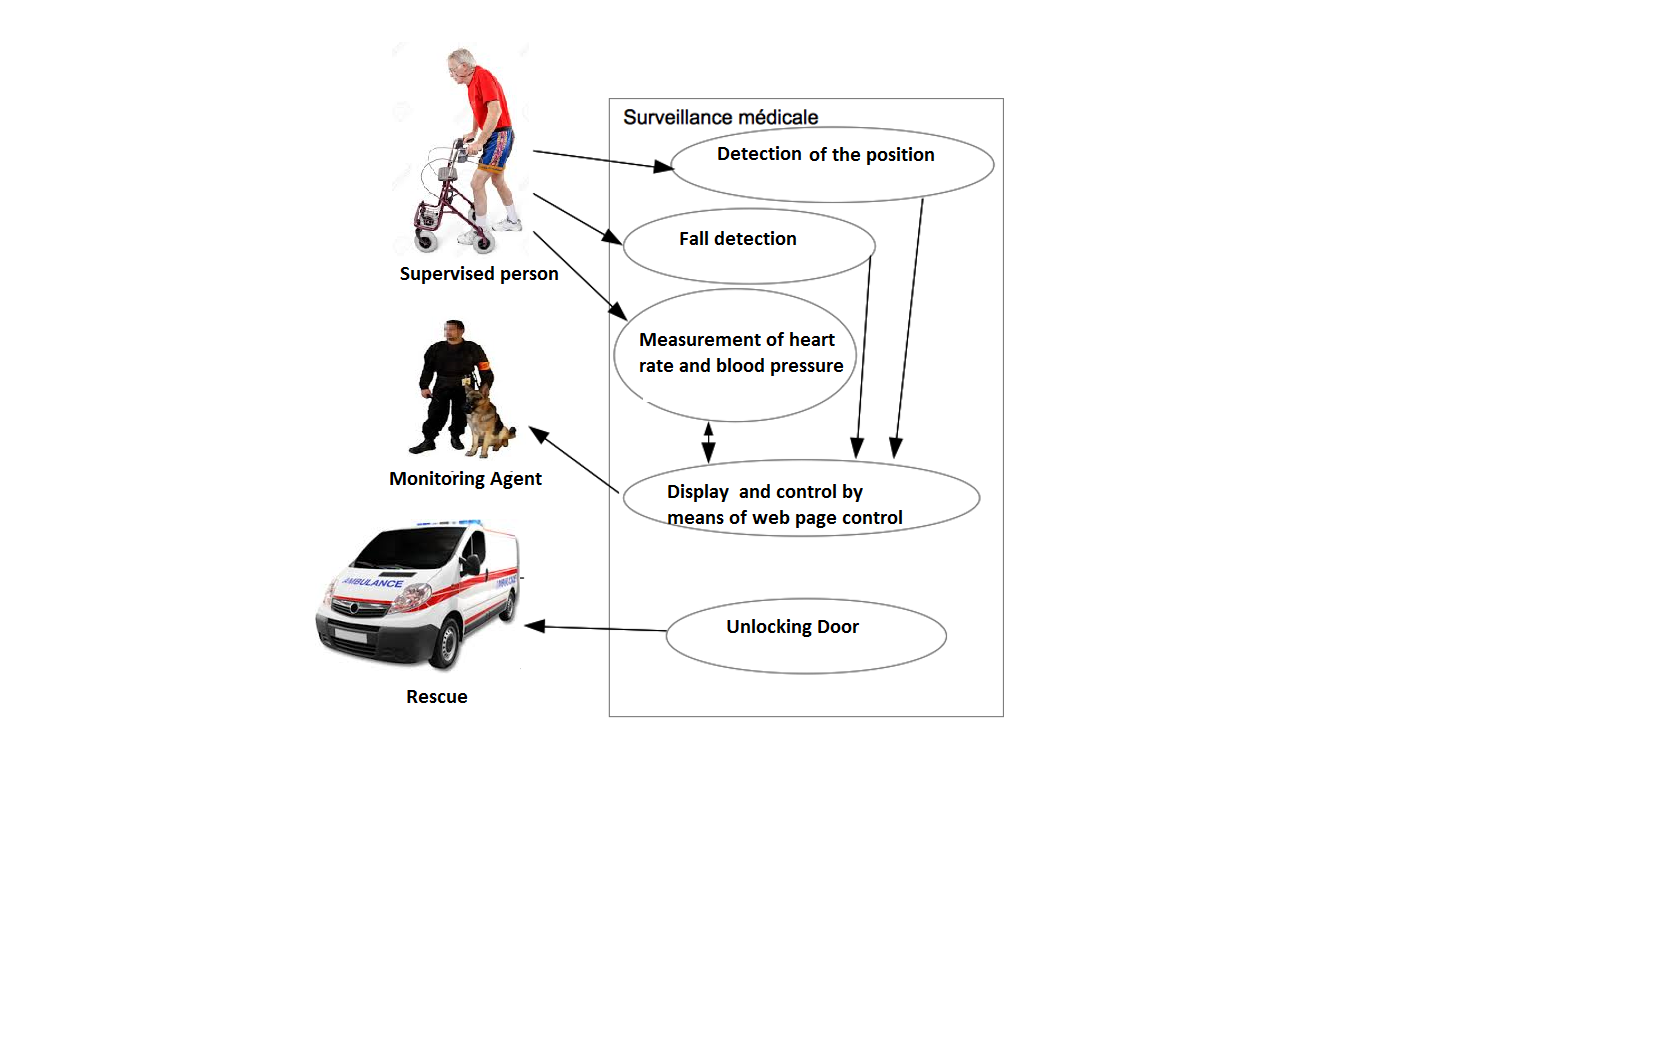 Surveillance médicale
Detection of the position
Fall detection
Supervised person
Measurement of heart
rate and blood pressure
Monitoring Agent
Display and control by
means of web page control
AMBULANCE
Unlocking Door
Rescue